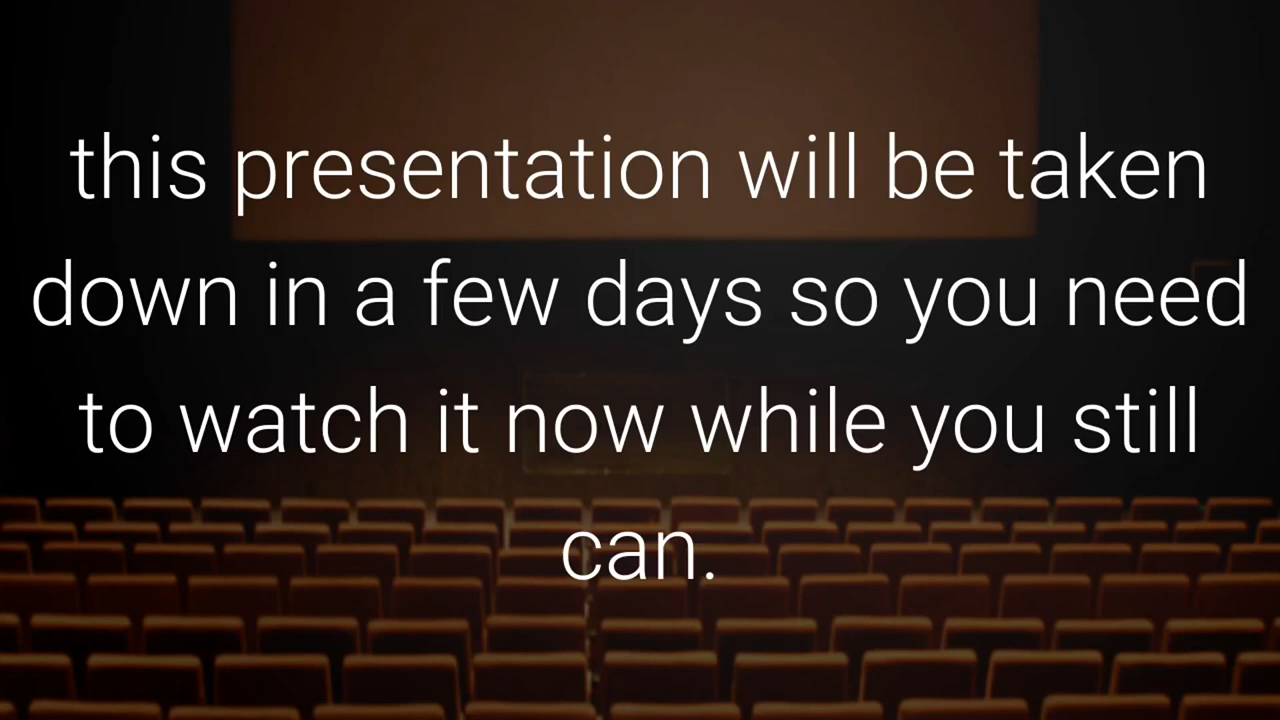 this presentation will be taken
down in a few days so you need
to watch it now while you still
can.